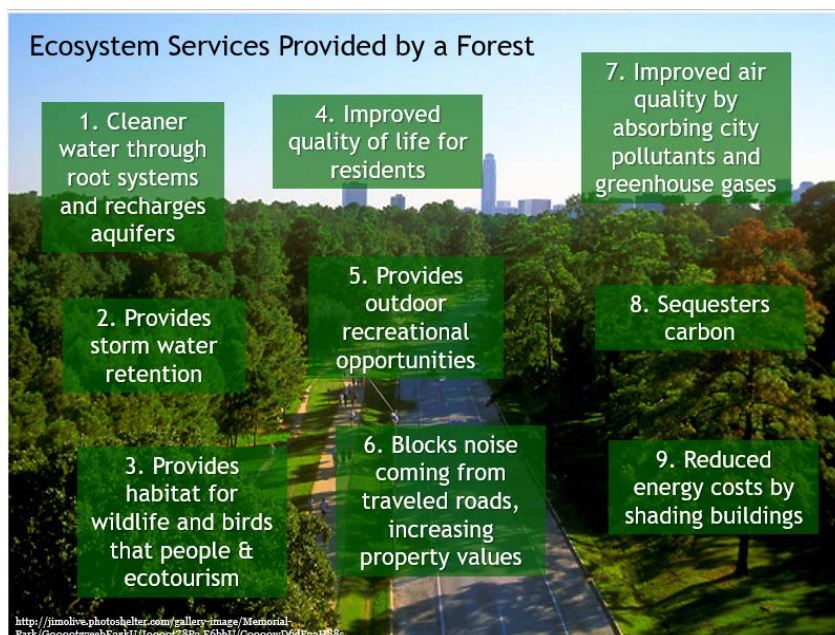 Ecosystem Services Provided by a Forest
1. Cleaner
water through
root systems
and recharges
aquifers
2. Provides
storm water
retention
3. Provides
habitat for
wildlife and birds
that people &
ecotourism
4. Improved
quality of life for
residents
5. Provides
outdoor
recreational
opportunities
6. Blocks noise
coming from
traveled roads,
increasing
property values
7. Improved air
quality by
absorbing city
pollutants and
greenhouse gases
8. Sequesters
carbon
9. Reduced
energy costs by
shading buildings
http://jimolive.photoshelter.com/gallery-image/Memorial-